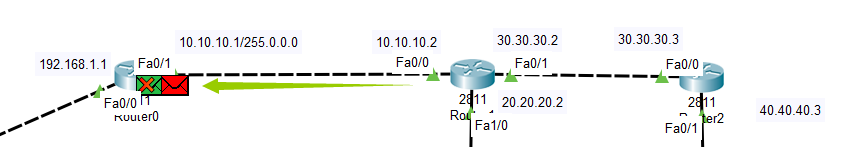 10.10.10.1/255.0.0.0
10.10.10.2
30.30.30.2
30.30.30.3
192.168.1.1
Fa0/1
Fa0/0
Fa0/1
Fa0/0
Fa0/0
2811
20.20.20.2
2811
40.40.40.3
Router0
Fa1/0
Fa0/1